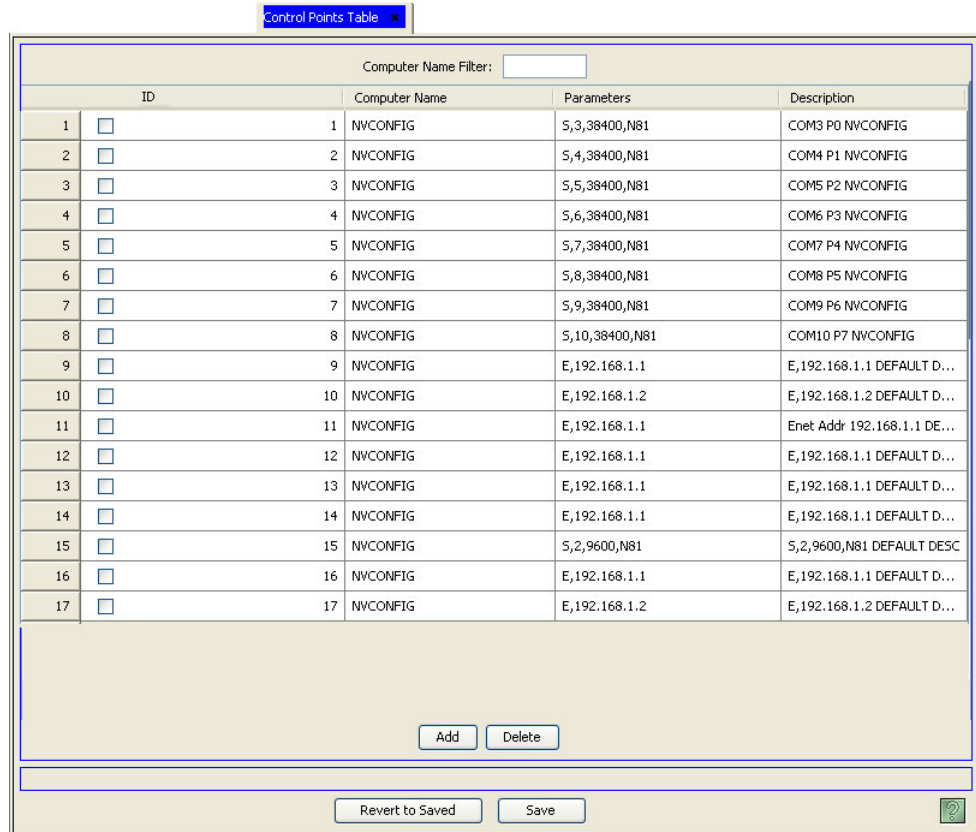 Control Points Table ×
Computer Name Filter:
ID Computer Name Parameters Description
1 1 NVCONFIG S,3,38400,N81 COM3 P0 NVCONFIG
2 2 NVCONFIG S,4,38400,N81 COM4 P1 NVCONFIG
3 3 NVCONFIG S,5,38400,N81 COM5 P2 NVCONFIG
4 4 NVCONFIG S,6,38400,N81 COM6 P3 NVCONFIG
5 5 NVCONFIG S,7,38400,N81 COM7 P4 NVCONFIG
6 6 NVCONFIG S,8,38400,N81 COM8 P5 NVCONFIG
7 7 NVCONFIG S,9,38400,N81 COM9 P6 NVCONFIG
8 8 NVCONFIG S,10,38400,N81 COM10 P7 NVCONFIG
9 9 NVCONFIG E,192.168.1.1 E,192.168.1.1 DEFAULT D...
10 10 NVCONFIG E,192.168.1.2 E,192.168.1.2 DEFAULT D...
11 11 NVCONFIG E,192.168.1.1 Enet Addr 192.168.1.1 DE...
12 12 NVCONFIG E,192.168.1.1 E,192.168.1.1 DEFAULT D...
13 13 NVCONFIG E,192.168.1.1 E,192.168.1.1 DEFAULT D...
14 14 NVCONFIG E,192.168.1.1 E,192.168.1.1 DEFAULT D...
15 15 NVCONFIG S,2,9600,N81 S,2,9600,N81 DEFAULT DESC
16 16 NVCONFIG E,192.168.1.1 E,192.168.1.1 DEFAULT D...
17 17 NVCONFIG E,192.168.1.2 E,192.168.1.2 DEFAULT D...
Add Delete
Revert to Saved Save ?